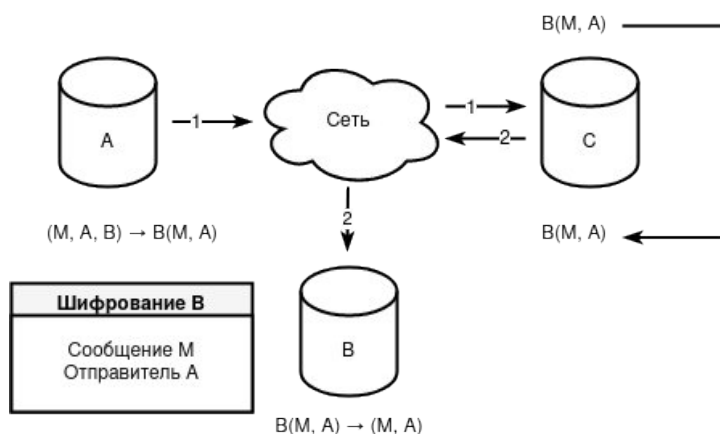 B(M, A)
A
1
Сеть
1
2
C
(M, A, B) → B(M, A)
2
B(M, A)
Шифрование B
Сообщение M
Отправитель A
B
B(M, A) → (M, A)